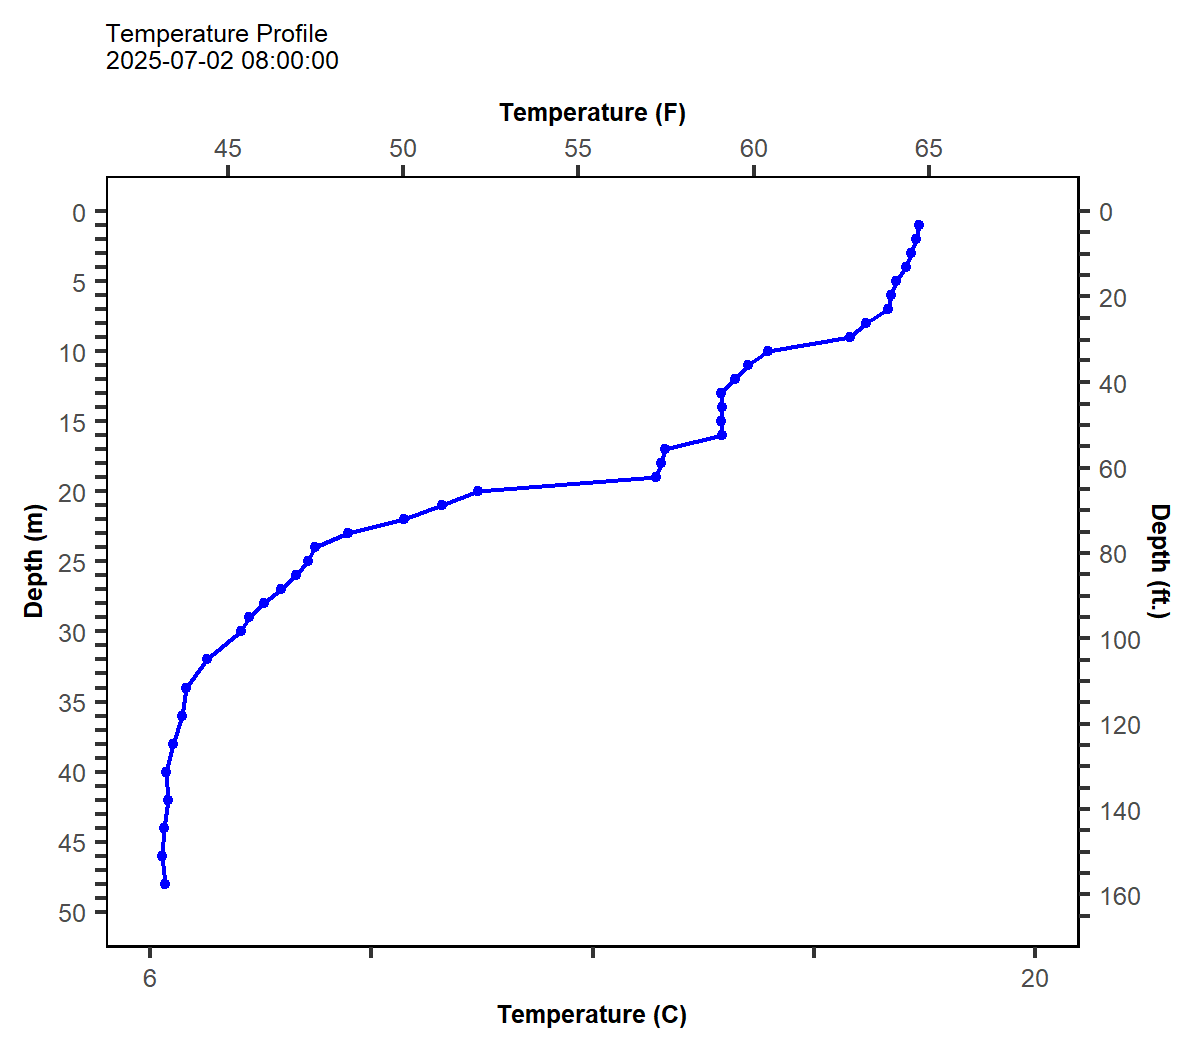 Temperature Profile
2025-07-02 08:00:00
Temperature (F)
45 50 55 60 65
0 5 10 15 20 25 30 35 40 45 50
Depth (m)
0 20 40 60 80 100 120 140 160
Depth (ft.)
6 20
Temperature (C)